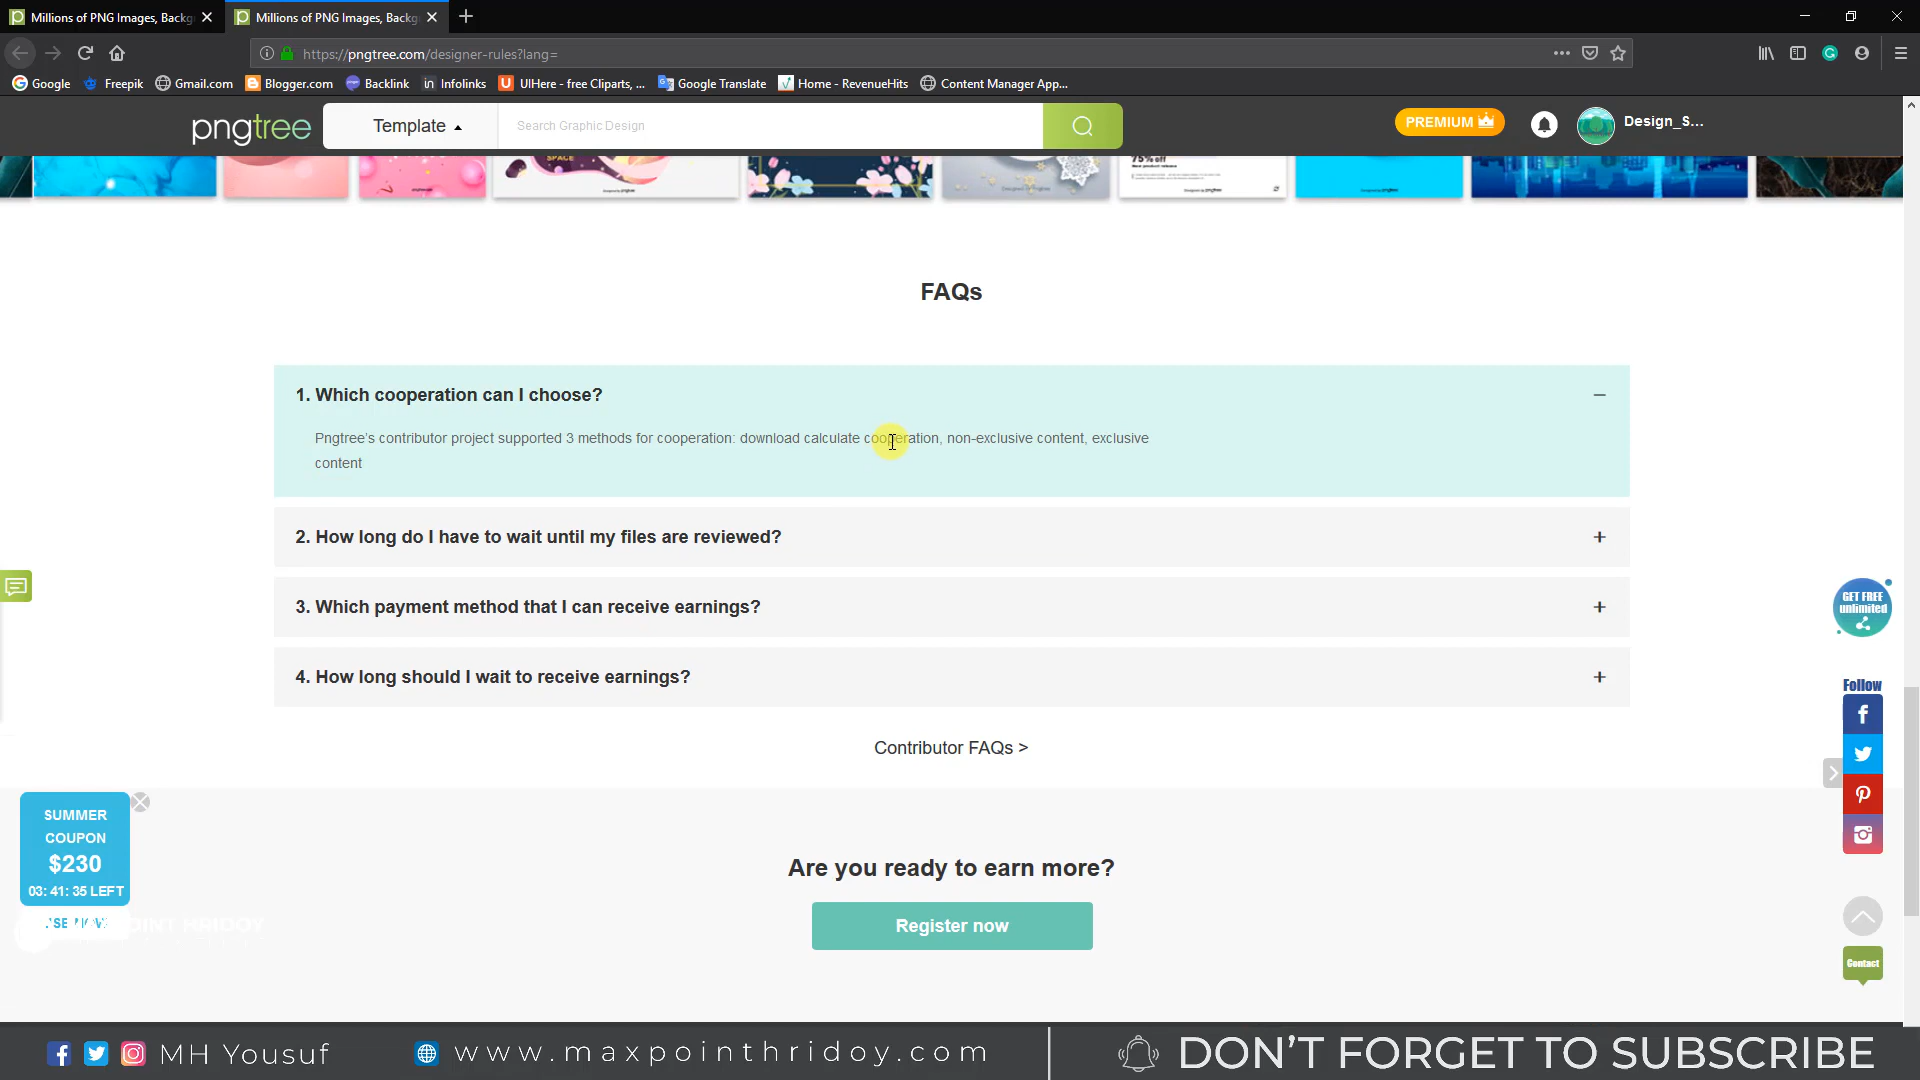 Millions of PNG Images, Backg
Millions of PNG Images, Backg
https://pngtree.com/designer-rules?lang=
Google
Freepik
Gmail.com
Blogger.com
Backlink
in Infolinks
U UIHere - free Cliparts, ...
Google Translate
Home - RevenueHits
Content Manager App...
pngtree
Template
Search Graphic Design
PREMIUM
Design_S...
SPACE
75% off
FAQs
1. Which cooperation can I choose?
Pngtree's contributor project supported 3 methods for cooperation: download calculate cooperation, non-exclusive content, exclusive
content
2. How long do I have to wait until my files are reviewed?
3. Which payment method that I can receive earnings?
4. How long should I wait to receive earnings?
Contributor FAQs >
GET FREE
unlimited
Follow
SUMMER
COUPON
$230
03: 41: 35 LEFT
Are you ready to earn more?
Register now
Contact
MH Yousuf
www.maxpointhridoy.com
DON'T FORGET TO SUBSCRIBE